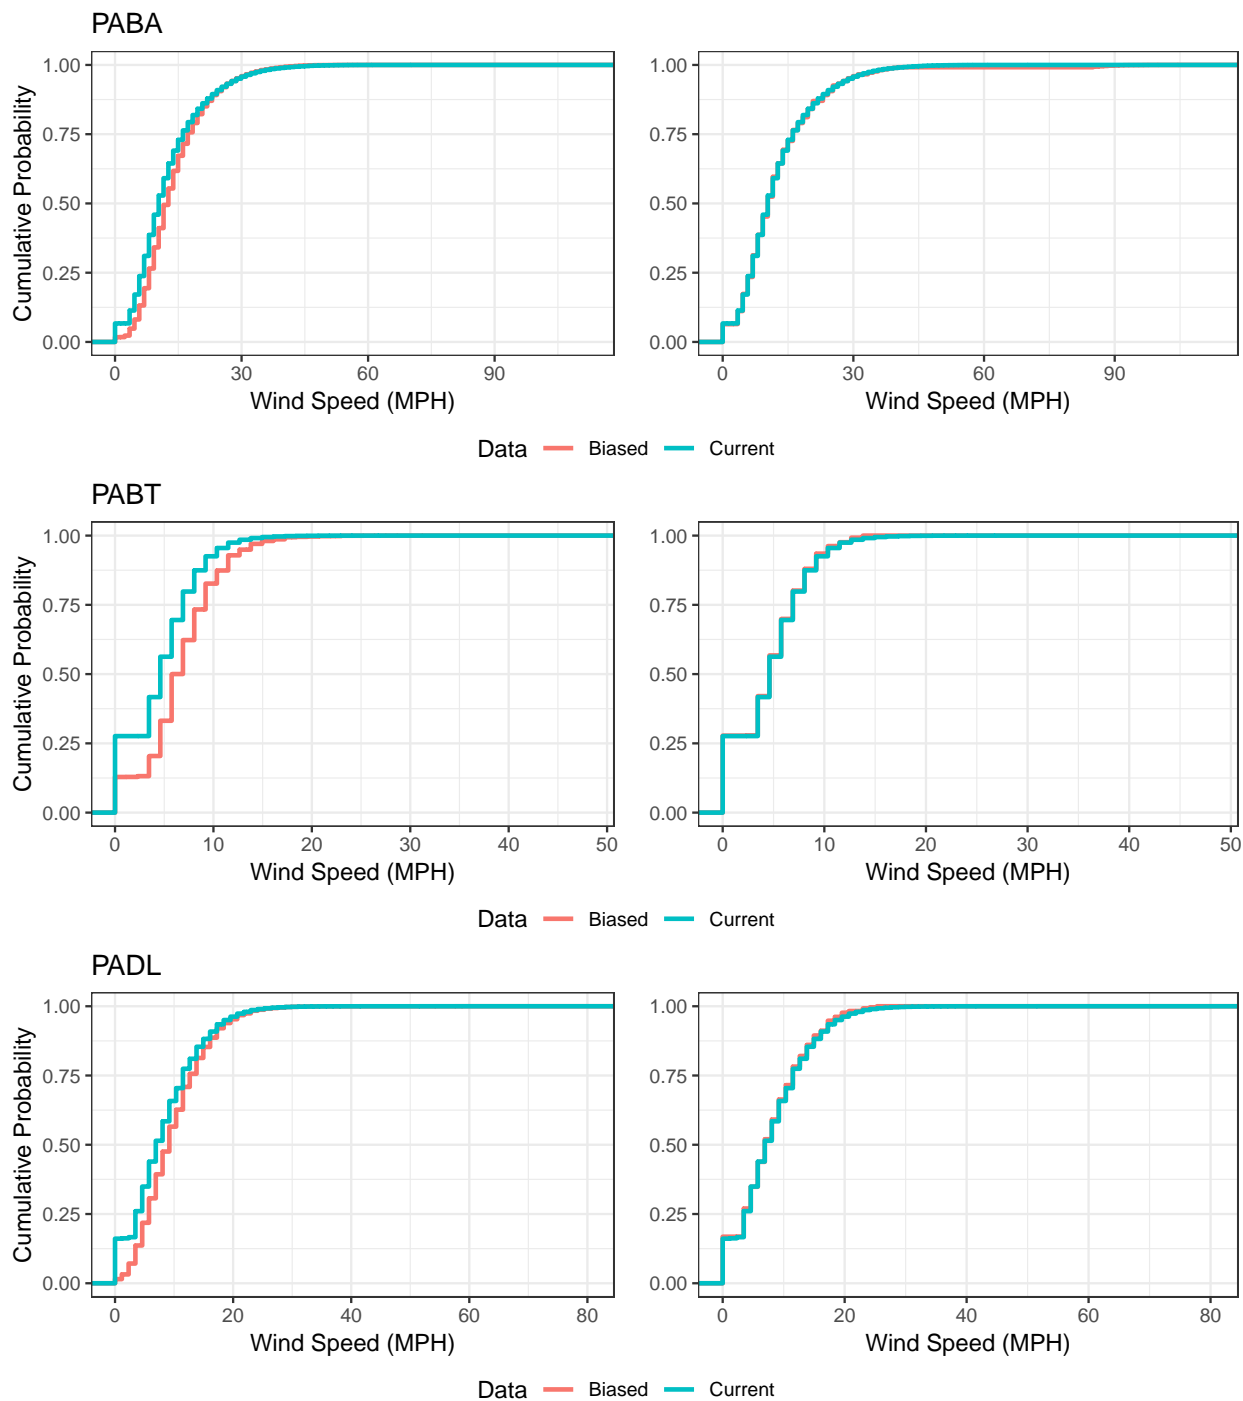 PABA
Cumulative Probability
1.00
0.75
0.50
0.25
0.00
0 30 60 90
Wind Speed (MPH)
1.00
0.75
0.50
0.25
0.00
0 30 60 90
Wind Speed (MPH)
Data Biased Current
PABT
Cumulative Probability
1.00
0.75
0.50
0.25
0.00
0 10 20 30 40 50
Wind Speed (MPH)
1.00
0.75
0.50
0.25
0.00
0 10 20 30 40 50
Wind Speed (MPH)
Data Biased Current
PADL
Cumulative Probability
1.00
0.75
0.50
0.25
0.00
0 20 40 60 80
Wind Speed (MPH)
1.00
0.75
0.50
0.25
0.00
0 20 40 60 80
Wind Speed (MPH)
Data Biased Current